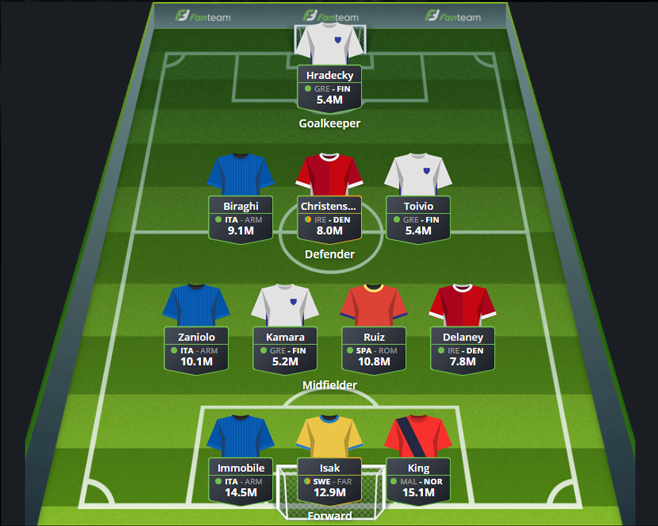 Fanteam Fanteam Fanteam
Hradecky
GRE - FIN
5.4M
Goalkeeper
Biraghi Christens... Toivio
ITA - ARM IRE - DEN GRE - FIN
9.1M 8.0M 5.4M
Defender
Zaniolo Kamara Ruiz Delaney
ITA - ARM GRE - FIN SPA - ROM IRE - DEN
10.1M 5.2M 10.8M 7.8M
Midfielder
Immobile Isak King
ITA - ARM SWE - FAR MAL - NOR
14.5M 12.9M 15.1M
Forward